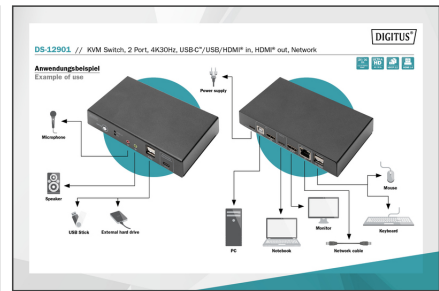 DIGITUS®
DS-12901 // KVM Switch, 2 Port, 4K30Hz, USB-C™/USB/HDMI® in, HDMI® out, Network
Anwendungsbeispiel
Example of use
Power supply
Microphone
Speaker
USB Stick
External hard drive
Mouse
Keyboard
Monitor
PC
Notebook
Network cable